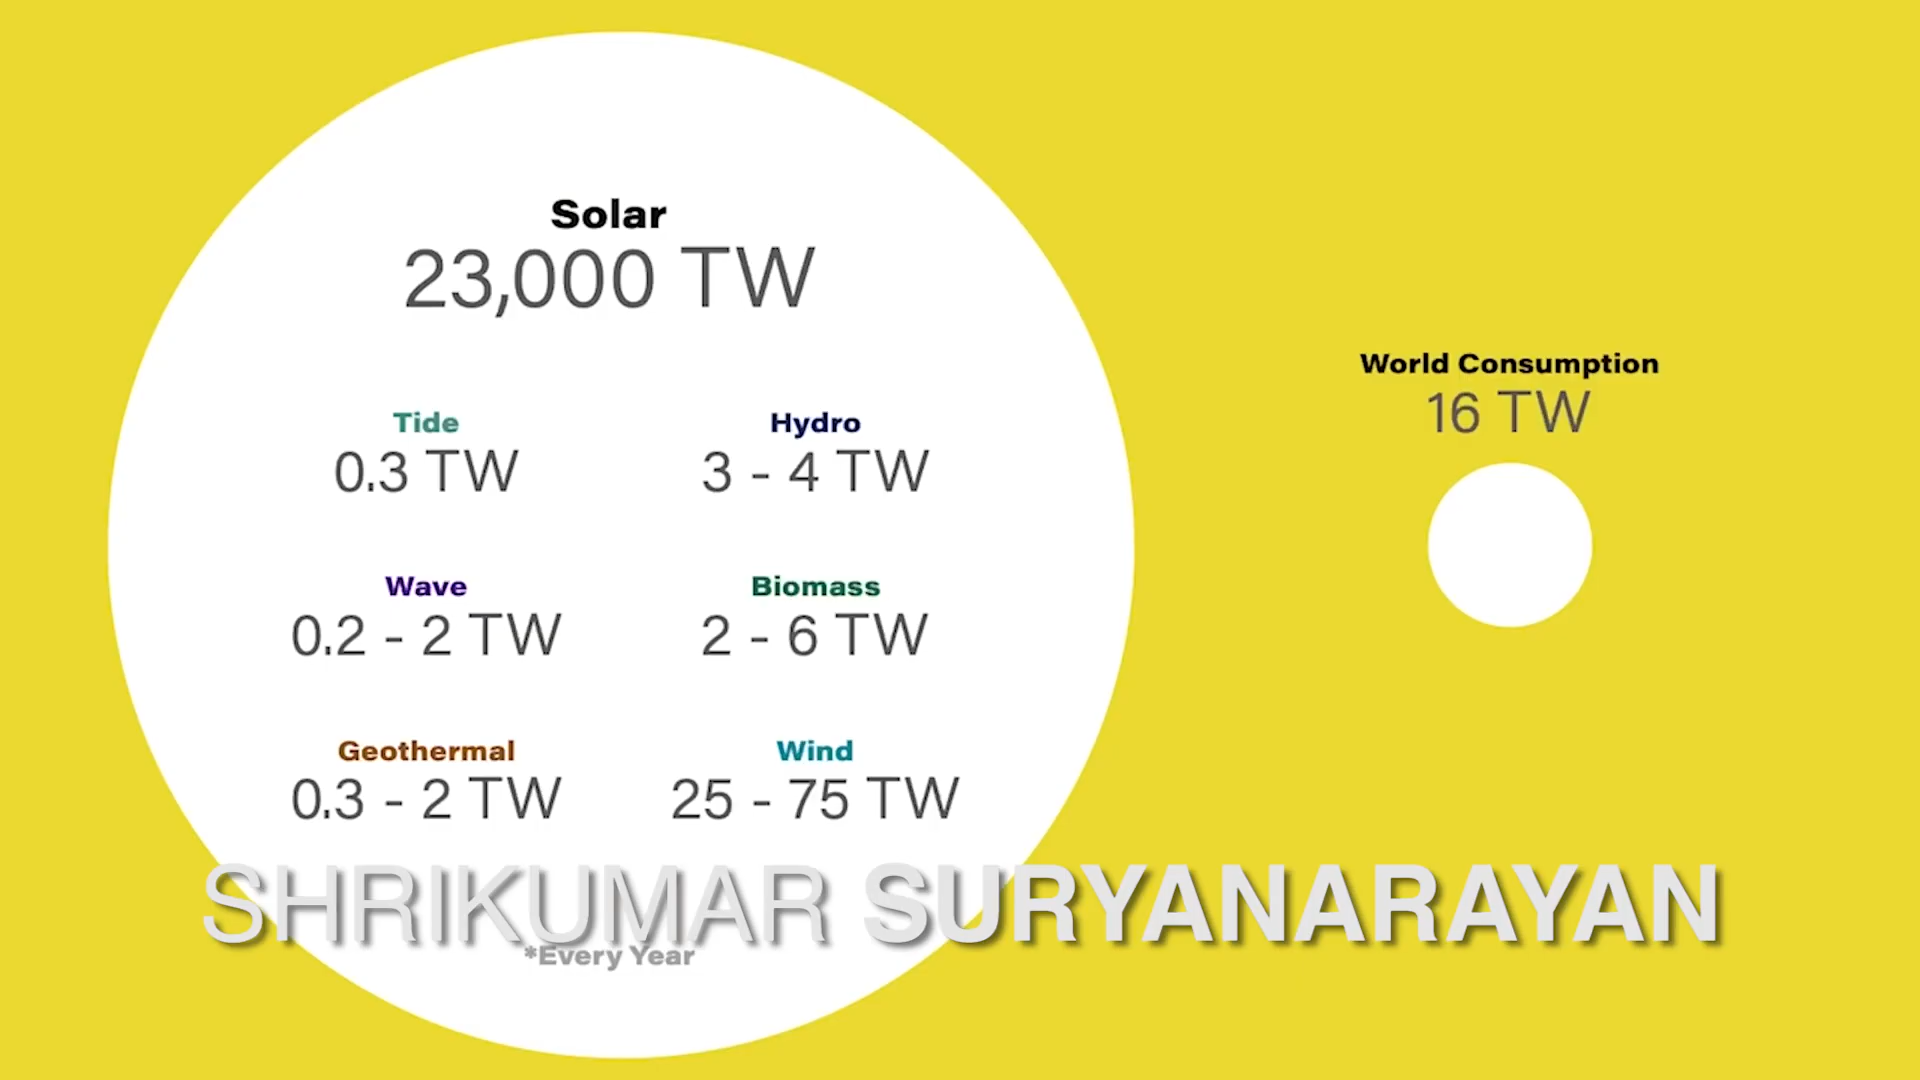 Solar
23,000 TW
World Consumption
16 TW
Tide
0.3 TW
Hydro
3 - 4 TW
Wave
0.2 - 2 TW
Biomass
2 - 6 TW
Geothermal
0.3 - 2 TW
Wind
25 - 75 TW
SHRIKUMAR SURYANARAYAN
*Every Year